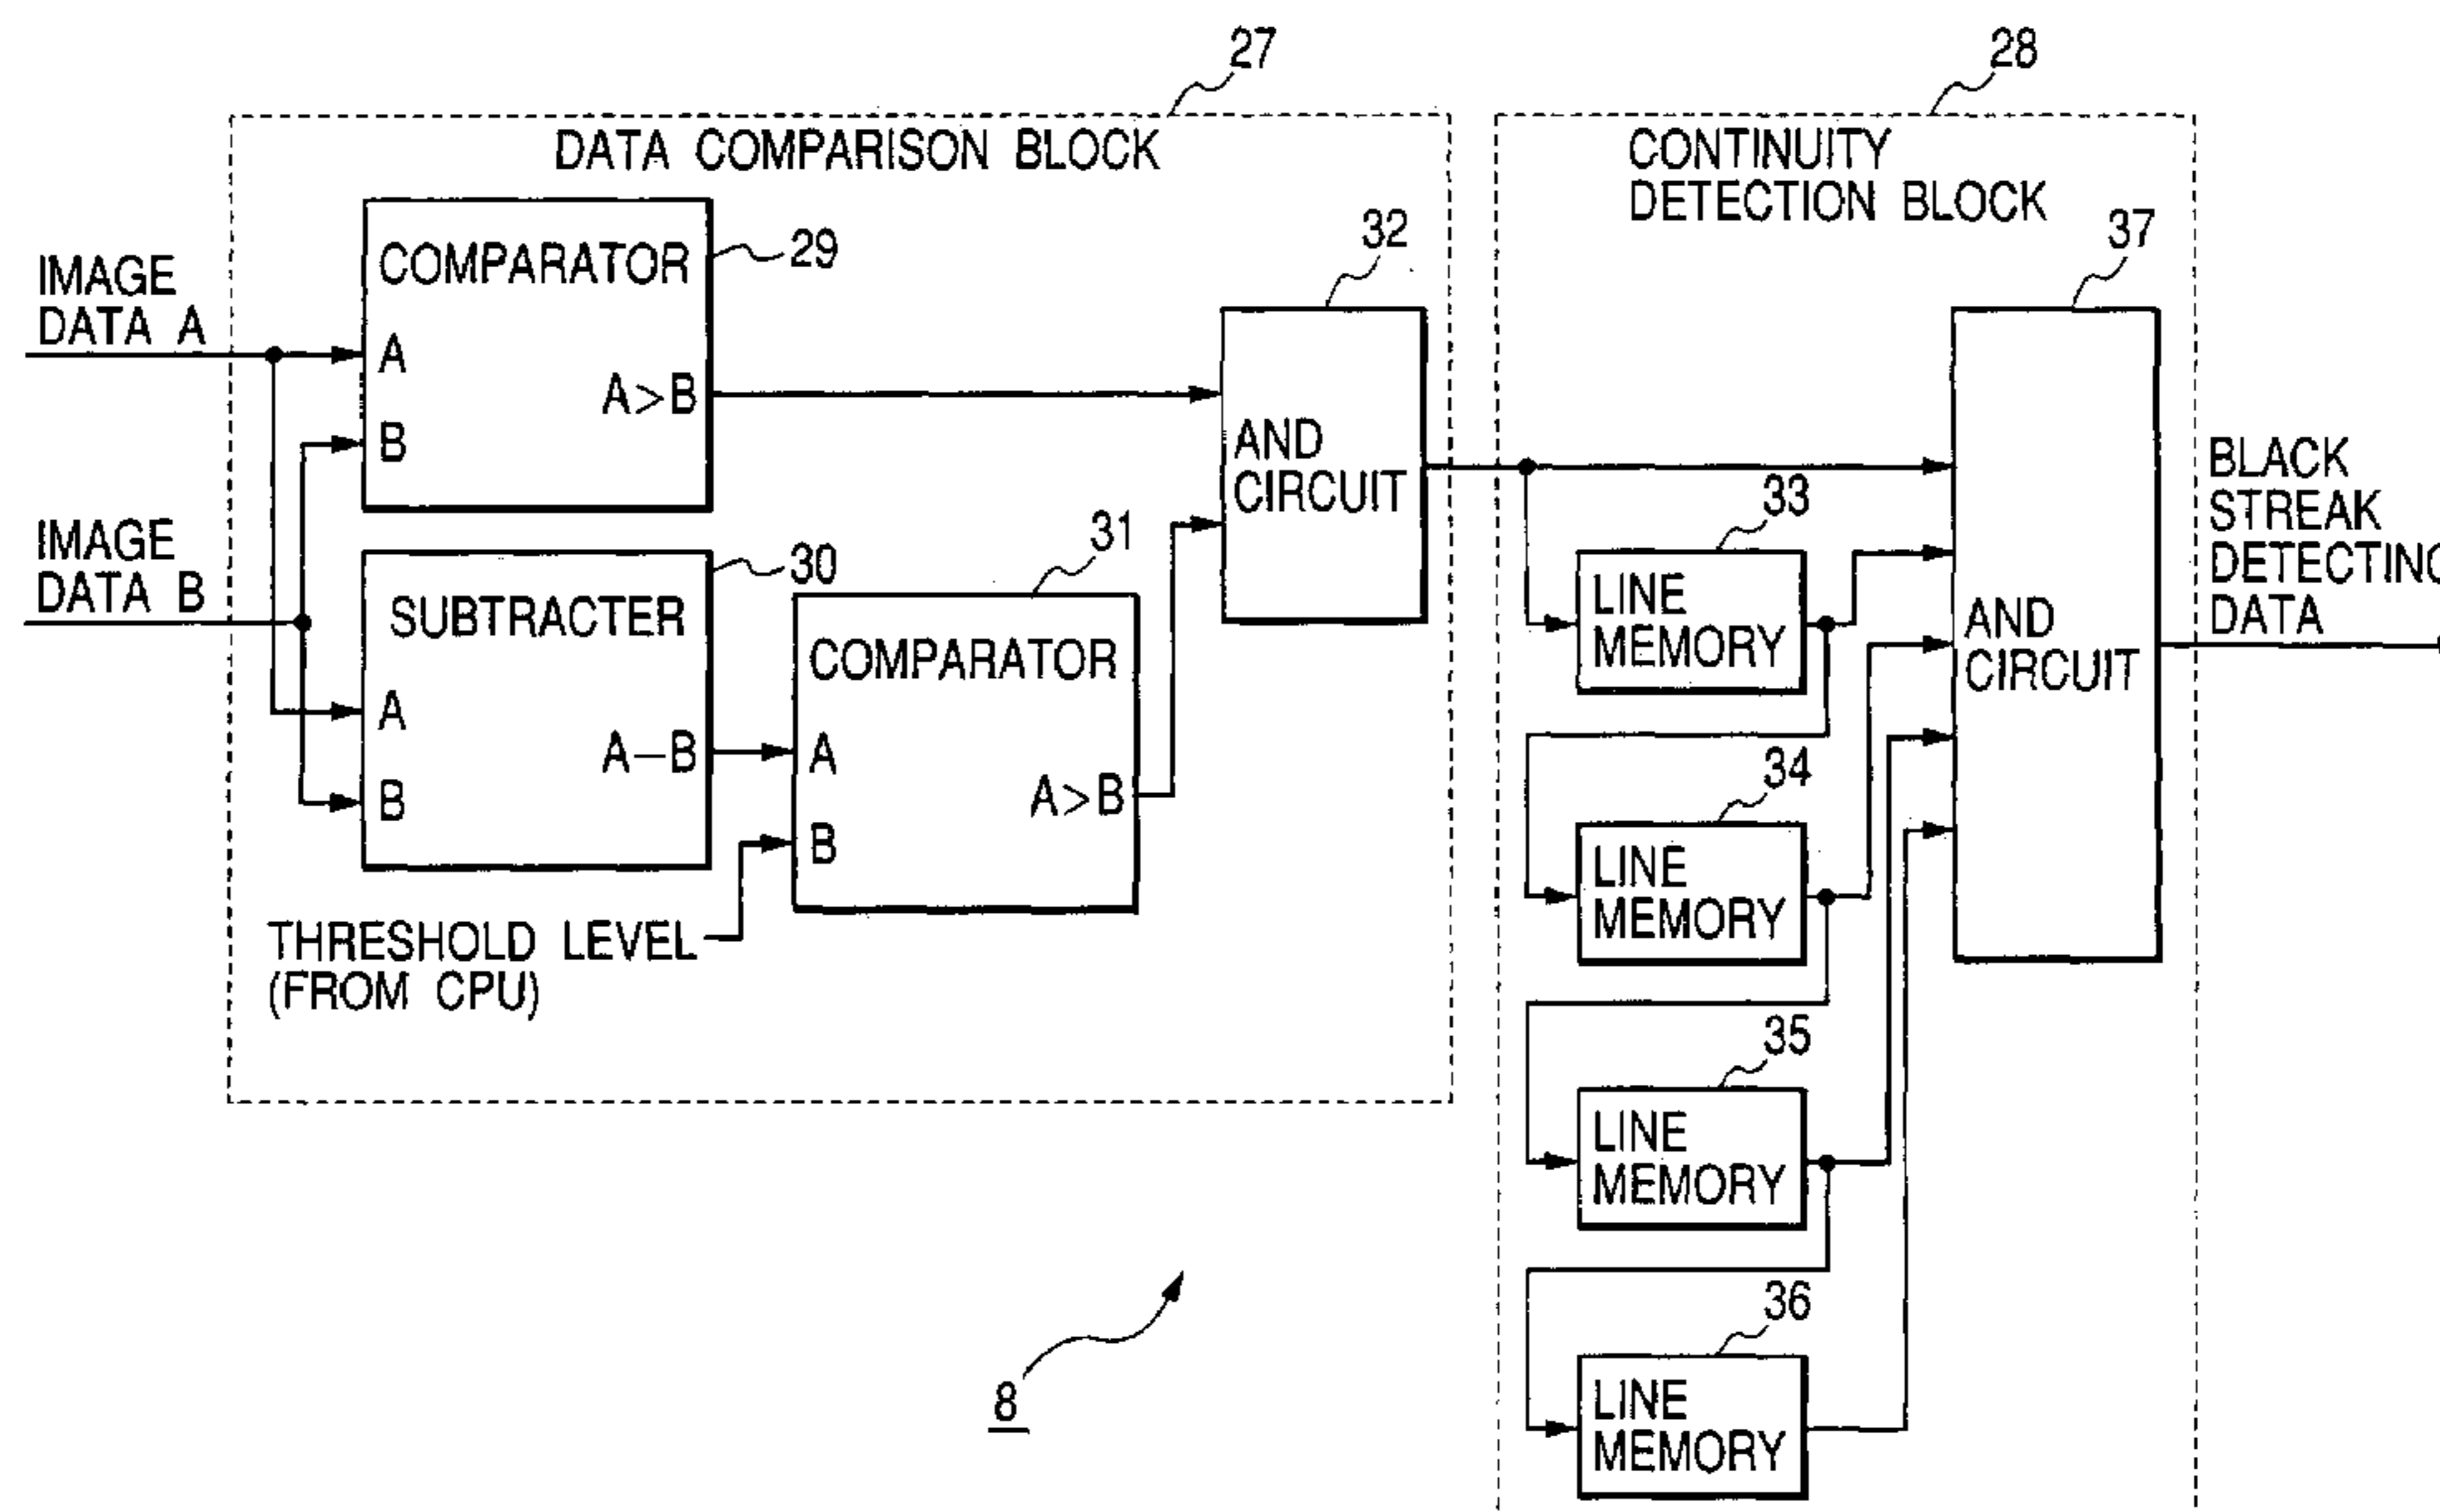 27
28
DATA COMPARISON BLOCK
CONTINUITY
DETECTION BLOCK
COMPARATOR
29
32
37
IMAGE
DATA A
A
A>B
B
AND
CIRCUIT
BLACK
STREAK
DETECTING
DATA
33
LINE
MEMORY
AND
CIRCUIT
IMAGE
DATA B
30
31
SUBTRACTER
COMPARATOR
A
A−B
B
A
A>B
B
34
LINE
MEMORY
THRESHOLD LEVEL
(FROM CPU)
35
LINE
MEMORY
36
LINE
MEMORY
8